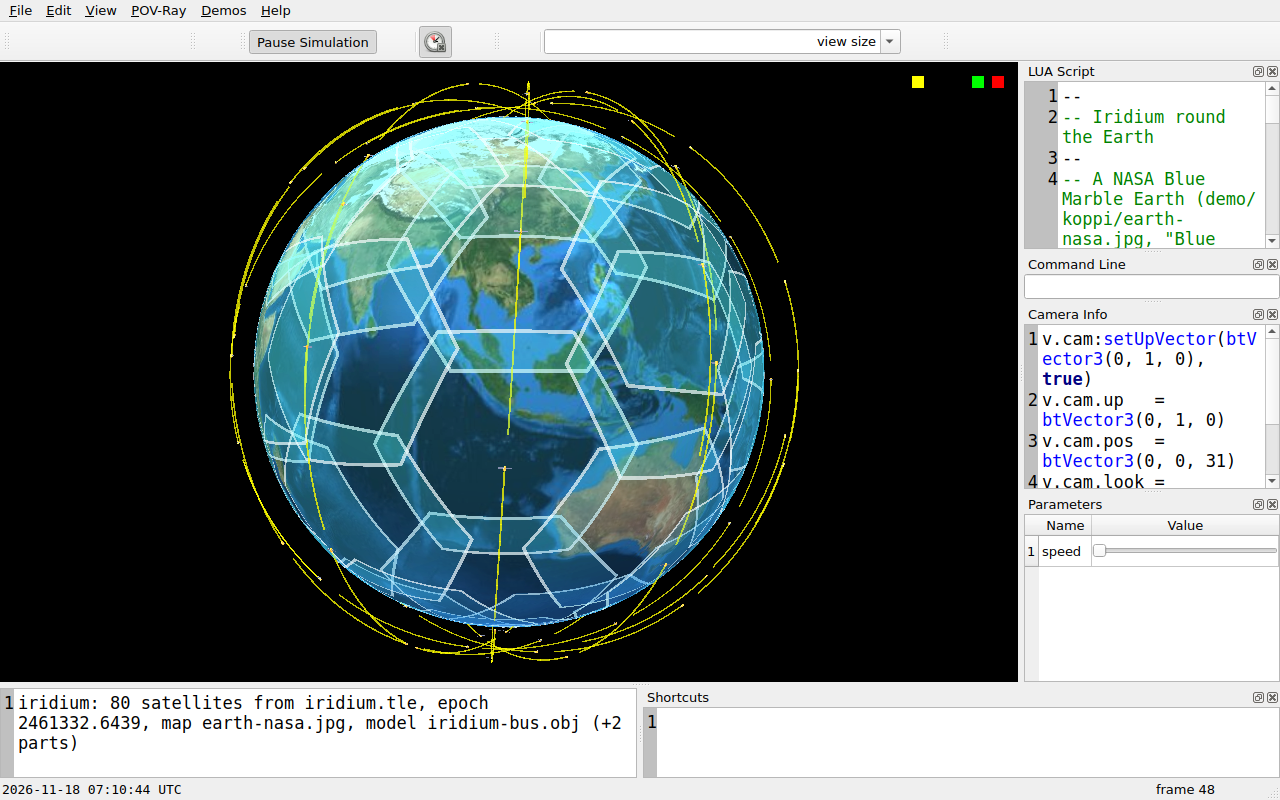 File Edit View POV-Ray Demos Help
Pause Simulation
view size
LUA Script
1 --
2 -- Iridium round
the Earth
3 --
4 -- A NASA Blue
Marble Earth (demo/
koppi/earth-
nasa.jpg, "Blue
Command Line
Camera Info
1 v.cam:setUpVector(btV
ector3(0, 1, 0),
true)
2 v.cam.up =
btVector3(0, 1, 0)
3 v.cam.pos =
btVector3(0, 0, 31)
4 v.cam.look =
Parameters
Name Value
1 speed
1 iridium: 80 satellites from iridium.tle, epoch
2461332.6439, map earth-nasa.jpg, model iridium-bus.obj (+2
parts)
Shortcuts
1
2026-11-18 07:10:44 UTC
frame 48